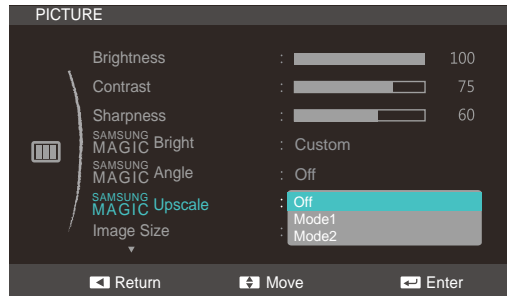 PICTURE
Brightness : 100
Contrast : 75
Sharpness : 60
SAMSUNG MAGIC Bright : Custom
SAMSUNG MAGIC Angle : Off
SAMSUNG MAGIC Upscale : Off
Mode1
Image Size : Mode2
Return Move Enter